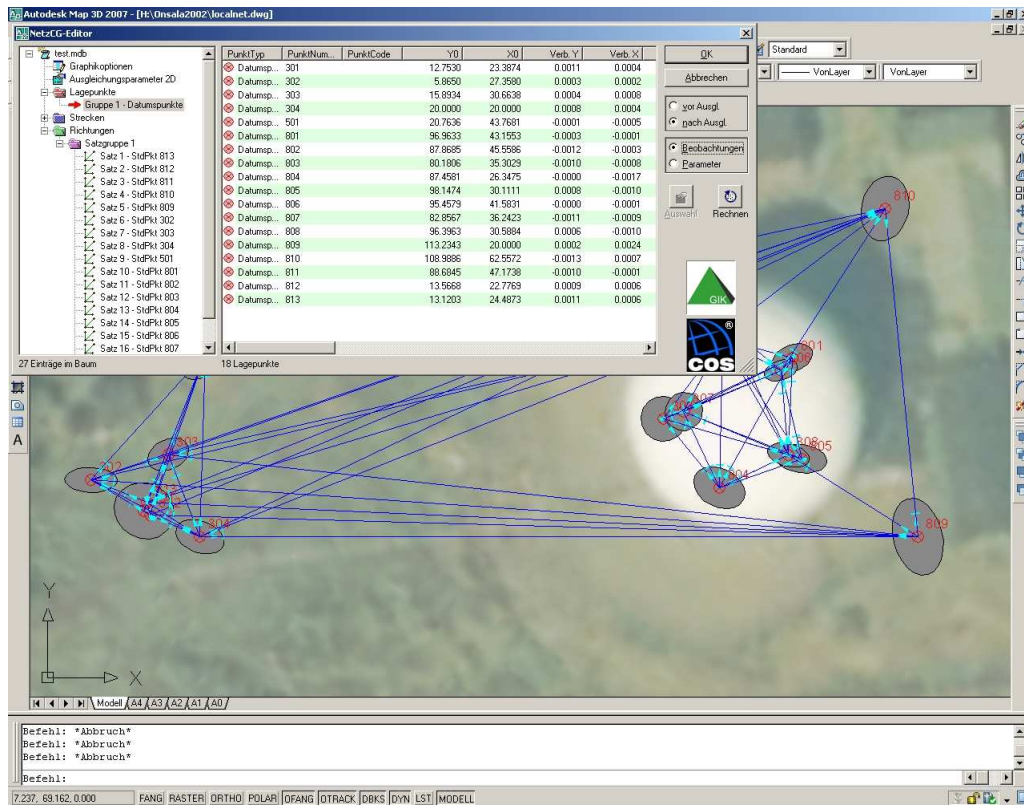 Autodesk Map 3D 2007 - [H:\Onsala2002\localnet.dwg]
NetzCG-Editor
Standard
VonLayer
VonLayer
test.mdb
Graphikoptionen
Ausgleichungsparameter 2D
Lagepunkte
Gruppe 1 - Datumspunkte
Strecken
Richtungen
Satzgruppe 1
Satz 1 - StdPkt 813
Satz 2 - StdPkt 812
Satz 3 - StdPkt 811
Satz 4 - StdPkt 810
Satz 5 - StdPkt 809
Satz 6 - StdPkt 302
Satz 7 - StdPkt 303
Satz 8 - StdPkt 304
Satz 9 - StdPkt 501
Satz 10 - StdPkt 801
Satz 11 - StdPkt 802
Satz 12 - StdPkt 803
Satz 13 - StdPkt 804
Satz 14 - StdPkt 805
Satz 15 - StdPkt 806
Satz 16 - StdPkt 807
27 Einträge im Baum
PunktTyp PunktNum... PunktCode Y0 X0 Verb. Y Verb. X
Datumsp... 301 12.7530 23.3874 0.0011 0.0004
Datumsp... 302 5.8650 27.3580 0.0003 0.0002
Datumsp... 303 15.8934 30.6638 0.0004 0.0008
Datumsp... 304 20.0000 20.0000 0.0008 0.0004
Datumsp... 501 20.7636 43.7681 -0.0001 -0.0005
Datumsp... 801 96.9633 43.1553 -0.0003 -0.0001
Datumsp... 802 87.8685 45.5586 -0.0012 -0.0003
Datumsp... 803 80.1806 35.3029 -0.0010 -0.0008
Datumsp... 804 87.4581 26.3475 -0.0000 -0.0017
Datumsp... 805 98.1474 30.1111 0.0008 -0.0010
Datumsp... 806 95.4579 41.5831 -0.0000 -0.0001
Datumsp... 807 82.8567 36.2423 -0.0011 -0.0009
Datumsp... 808 96.3963 30.5884 0.0006 -0.0010
Datumsp... 809 113.2343 20.0000 0.0002 0.0024
Datumsp... 810 108.9886 62.5572 -0.0013 0.0007
Datumsp... 811 88.6845 47.1738 -0.0010 -0.0001
Datumsp... 812 13.5668 22.7769 0.0009 0.0006
Datumsp... 813 13.1203 24.4873 0.0011 0.0006
18 Lagepunkte
OK
Abbrechen
vor Ausgl.
nach Ausgl.
Beobachtungen
Parameter
Auswahl Rechnen
GIK
COS®
810
804
805
809
A
Y
X
Modell A4 A3 A2 A1 A0
Befehl: *Abbruch*
Befehl: *Abbruch*
Befehl: *Abbruch*
Befehl:
7.237, 69.162, 0.000 FANG RASTER ORTHO POLAR OFANG OTRACK DBKS DYN LST MODELL